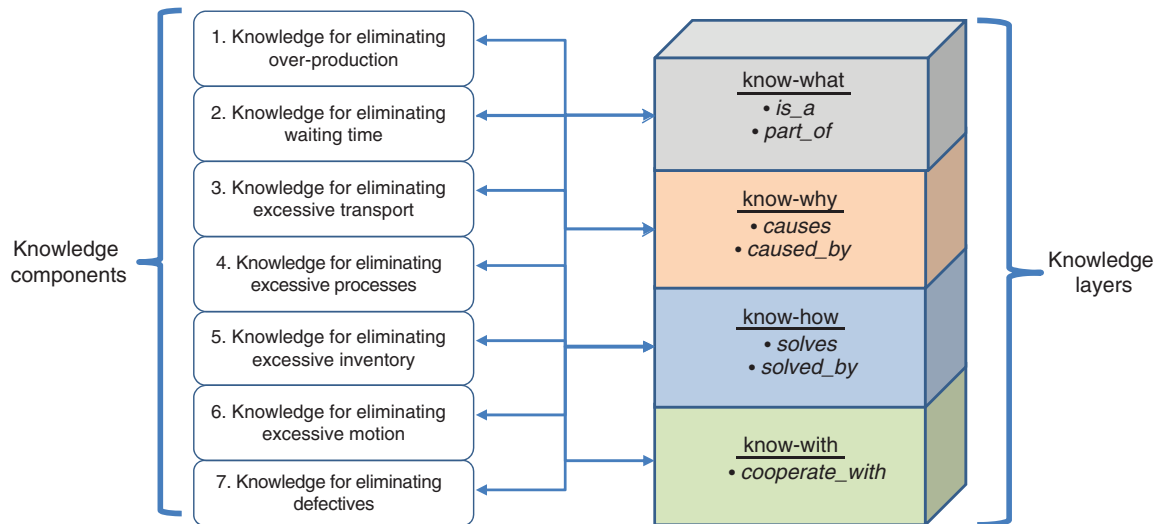 Knowledge
components
1. Knowledge for eliminating
over-production
2. Knowledge for eliminating
waiting time
3. Knowledge for eliminating
excessive transport
4. Knowledge for eliminating
excessive processes
5. Knowledge for eliminating
excessive inventory
6. Knowledge for eliminating
excessive motion
7. Knowledge for eliminating
defectives
know-what
• is_a
• part_of
know-why
• causes
• caused_by
know-how
• solves
• solved_by
know-with
• cooperate_with
Knowledge
layers